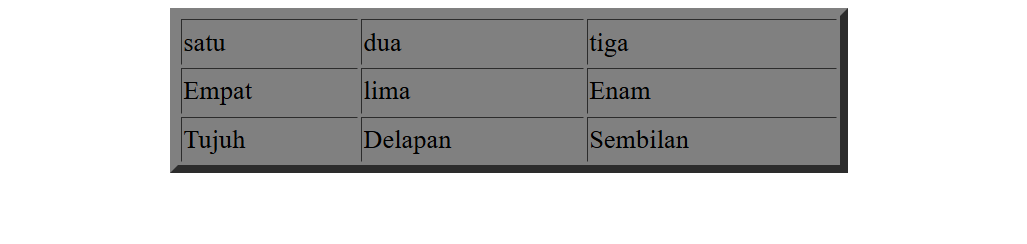 satu dua tiga
Empat lima Enam
Tujuh Delapan Sembilan